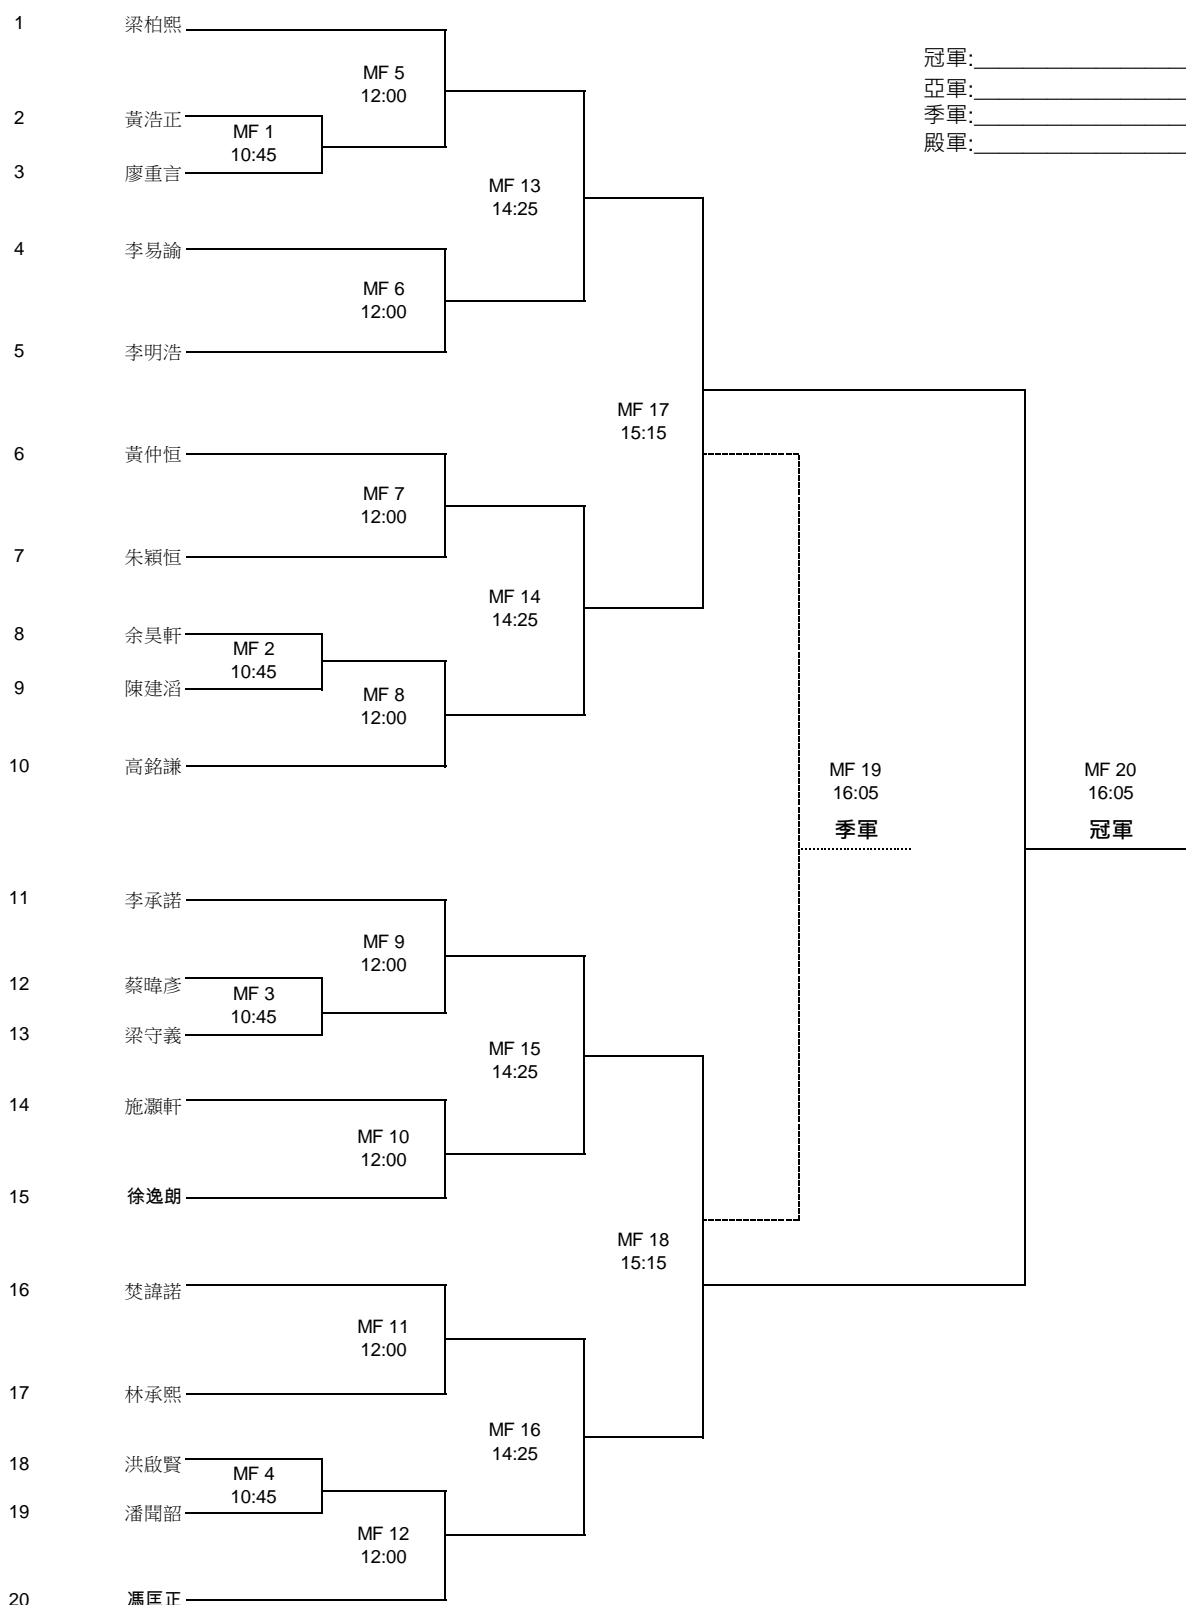 1 梁柏熙
冠軍:____________________
MF 5
12:00
亞軍:____________________
2 黃浩正
季軍:____________________
MF 1
10:45
殿軍:____________________
3 廖重言
MF 13
14:25
4 李易諭
MF 6
12:00
5 李明浩
MF 17
15:15
6 黃仲恒
MF 7
12:00
7 朱穎恒
MF 14
14:25
8 余昊軒
MF 2
10:45
9 陳建滔
MF 8
12:00
10 高銘謙
MF 19
16:05
季軍
MF 20
16:05
冠軍
11 李承諾
MF 9
12:00
12 蔡暐彥
MF 3
10:45
13 梁守義
MF 15
14:25
14 施灝軒
MF 10
12:00
15 徐逸朗
MF 18
15:15
16 焚諱諾
MF 11
12:00
17 林承熙
MF 16
14:25
18 洪啟賢
MF 4
10:45
19 潘聞韶
MF 12
12:00
20 馮匡正